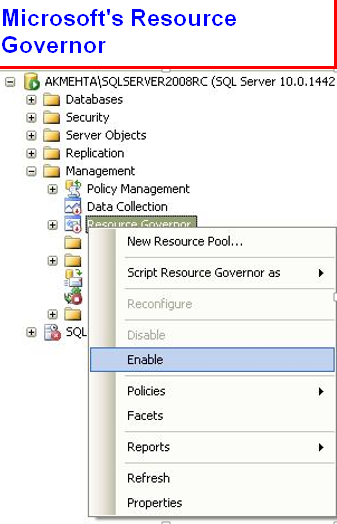 Microsoft's Resource
Governor
AKMEHTA\SQLSERVER2008RC (SQL Server 10.0.1442
Databases
Security
Server Objects
Replication
Management
Policy Management
Data Collection
Resource Governor
New Resource Pool...
Script Resource Governor as
Reconfigure
Disable
SQL
Enable
Policies
Facets
Reports
Refresh
Properties